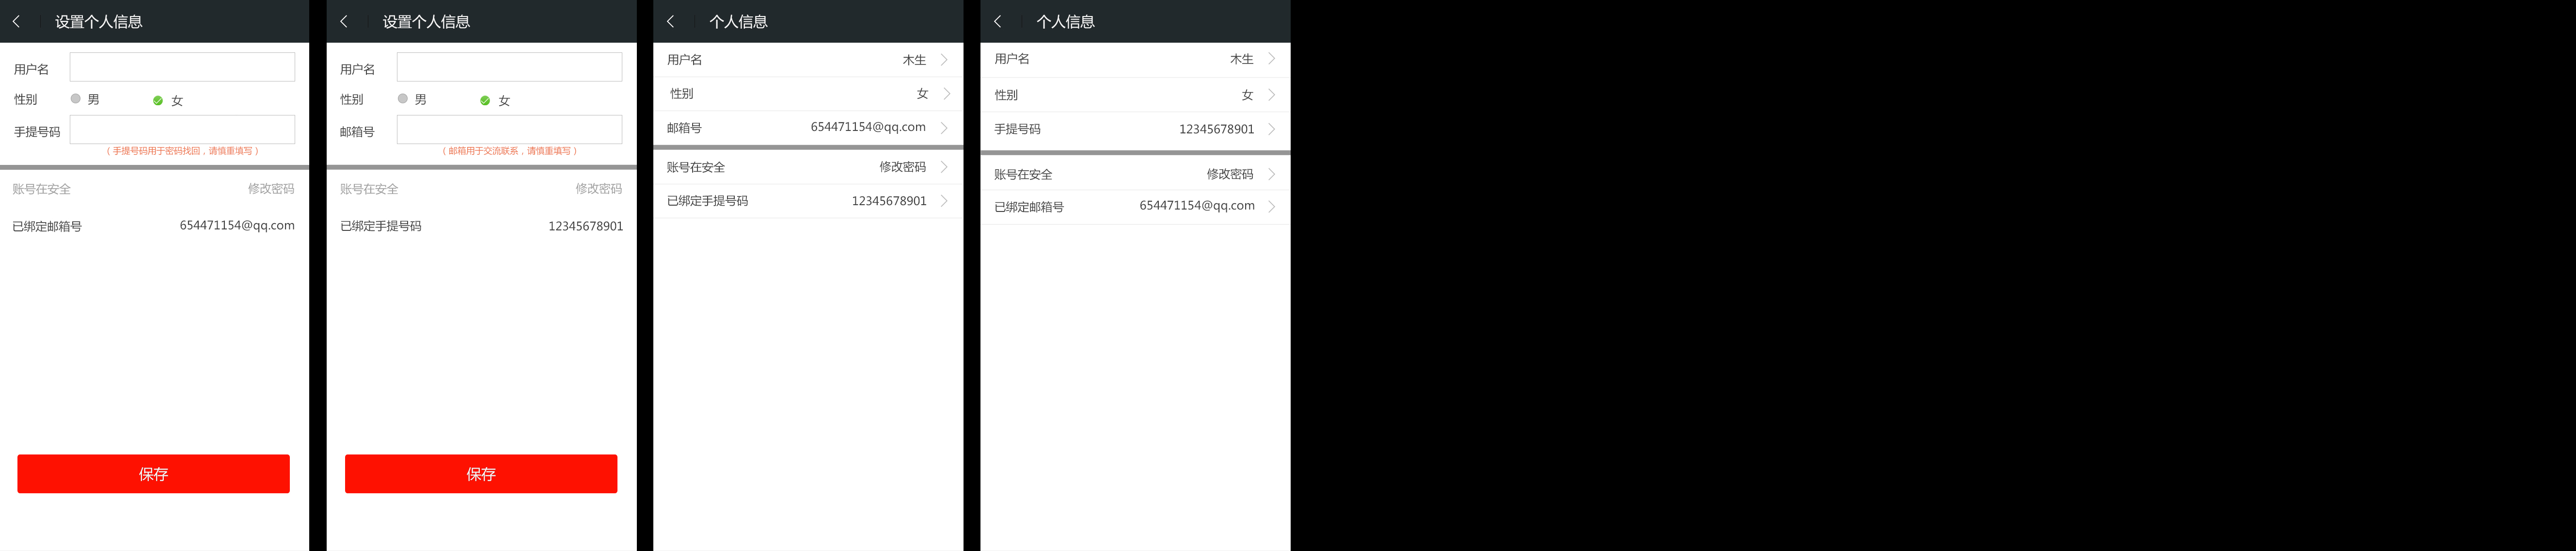 设置个人信息
用户名
性别 男 女
手提号码
（手提号码用于密码找回，请慎重填写）
账号在安全 修改密码
已绑定邮箱号 654471154@qq.com
保存
设置个人信息
用户名
性别 男 女
邮箱号
（邮箱用于交流联系，请慎重填写）
账号在安全 修改密码
已绑定手提号码 12345678901
保存
个人信息
用户名 木生
性别 女
邮箱号 654471154@qq.com
账号在安全 修改密码
已绑定手提号码 12345678901
个人信息
用户名 木生
性别 女
手提号码 12345678901
账号在安全 修改密码
已绑定邮箱号 654471154@qq.com